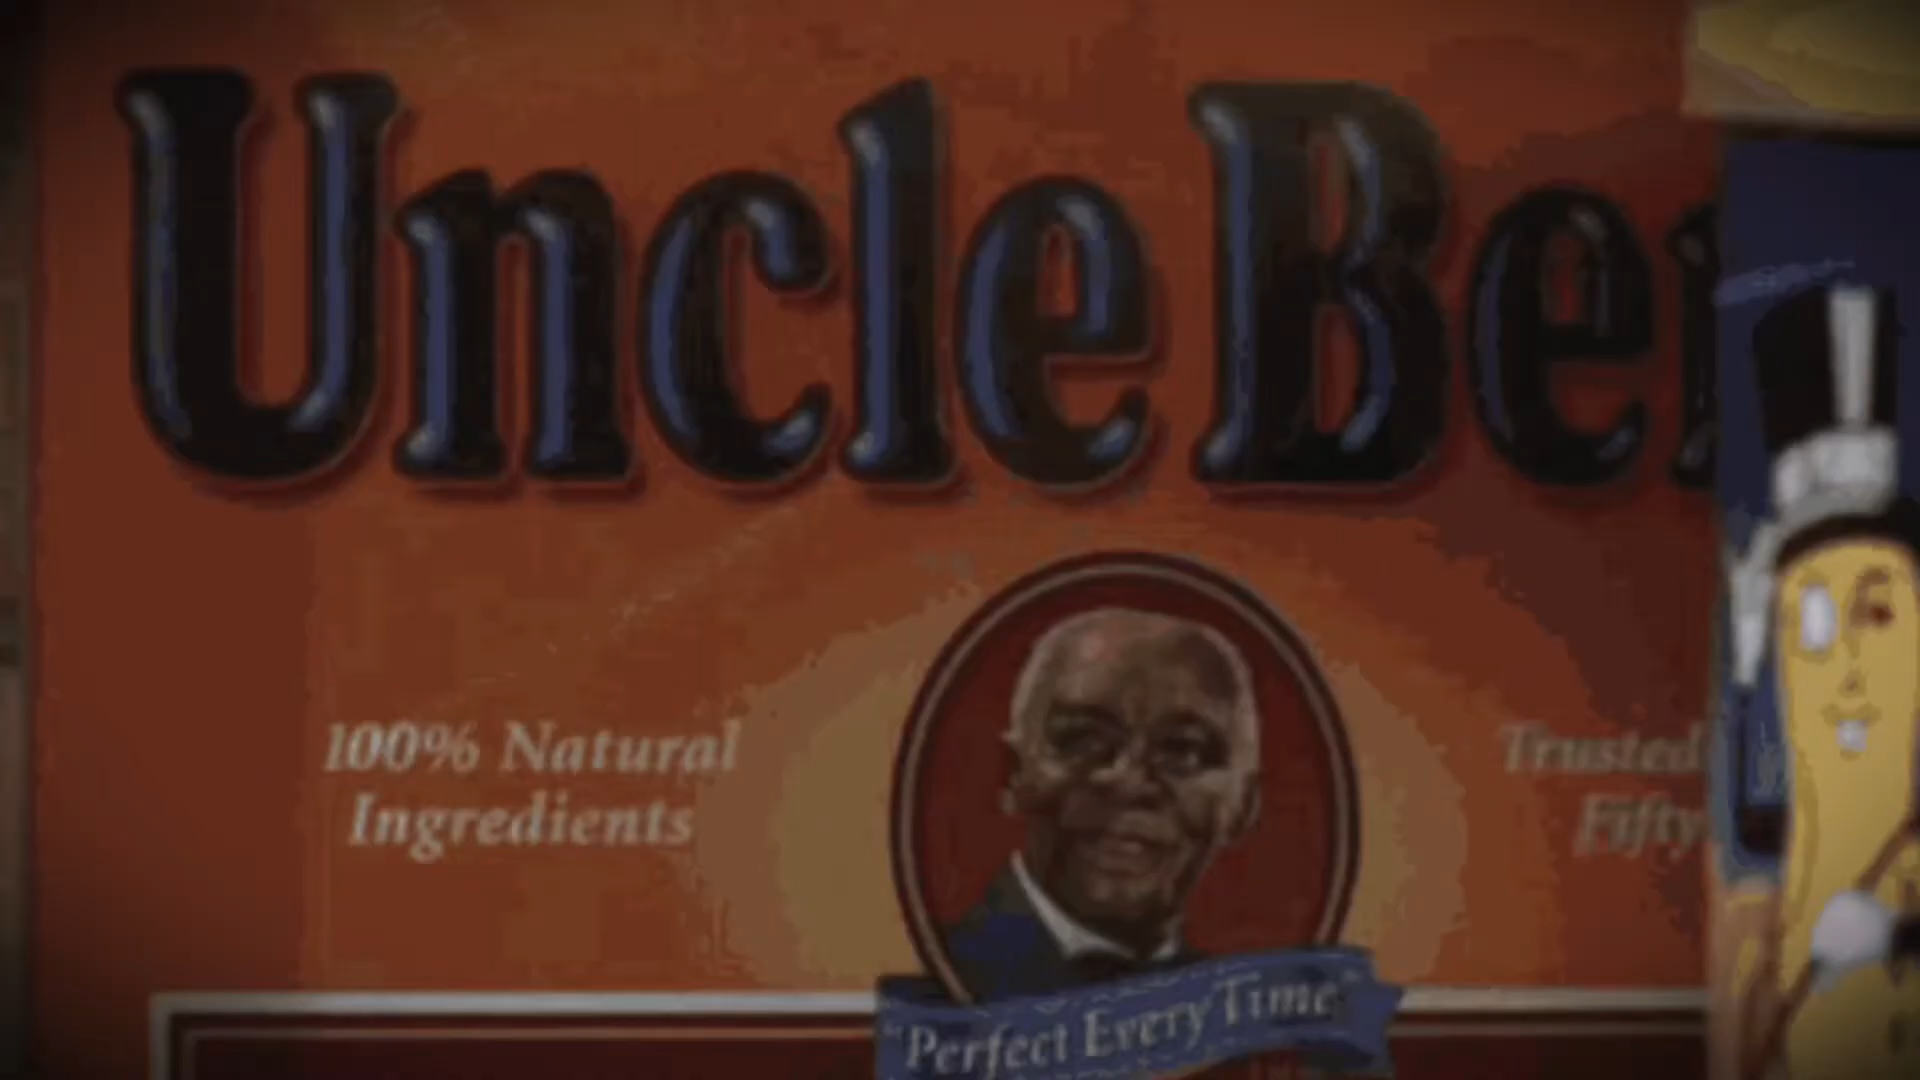 Uncle Be
100% Natural
Ingredients
Trusted
Fifty
"Perfect Every Time"